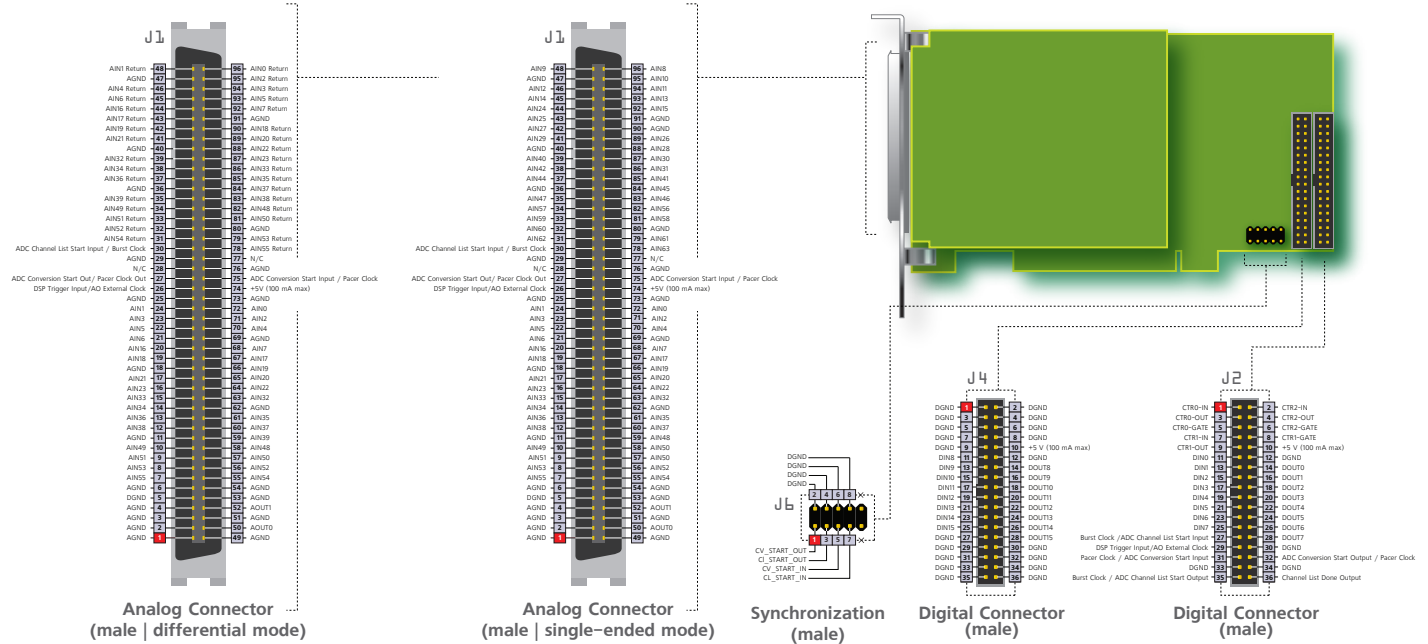 J1
AIN1 Return 48 96 AIN0 Return
AGND 47 95 AIN2 Return
AIN4 Return 46 94 AIN3 Return
AIN6 Return 45 93 AIN5 Return
AIN16 Return 44 92 AIN7 Return
AIN17 Return 43 91 AGND
AIN19 Return 42 90 AIN18 Return
AIN21 Return 41 89 AIN20 Return
AGND 40 88 AIN22 Return
AIN32 Return 39 87 AIN23 Return
AIN34 Return 38 86 AIN33 Return
AIN36 Return 37 85 AIN35 Return
AGND 36 84 AIN37 Return
AIN39 Return 35 83 AIN38 Return
AIN49 Return 34 82 AIN48 Return
AIN51 Return 33 81 AIN50 Return
AIN52 Return 32 80 AGND
AIN54 Return 31 79 AIN53 Return
ADC Channel List Start Input / Burst Clock 30 78 AIN55 Return
AGND 29 77 N/C
N/C 28 76 AGND
ADC Conversion Start Out/ Pacer Clock Out 27 75 ADC Conversion Start Input / Pacer Clock
DSP Trigger Input/AO External Clock 26 74 +5V (100 mA max)
AGND 25 73 AGND
AIN1 24 72 AIN0
AIN3 23 71 AIN2
AIN5 22 70 AIN4
AIN6 21 69 AGND
AIN16 20 68 AIN7
AIN18 19 67 AIN17
AGND 18 66 AIN19
AIN21 17 65 AIN20
AIN23 16 64 AIN22
AIN33 15 63 AIN32
AIN34 14 62 AGND
AIN36 13 61 AIN35
AIN38 12 60 AIN37
AGND 11 59 AIN39
AIN49 10 58 AIN48
AIN51 9 57 AIN50
AIN53 8 56 AIN52
AIN55 7 55 AIN54
AGND 6 54 AGND
DGND 5 53 AGND
AGND 4 52 AOUT1
AGND 3 51 AGND
AGND 2 50 AOUT0
AGND 1 49 AGND
Analog Connector
(male | differential mode)
J1
AIN9 48 96 AIN8
AGND 47 95 AIN10
AIN12 46 94 AIN11
AIN14 45 93 AIN13
AIN24 44 92 AIN15
AIN25 43 91 AGND
AIN27 42 90 AGND
AIN29 41 89 AIN26
AGND 40 88 AIN28
AIN40 39 87 AIN30
AIN42 38 86 AIN31
AIN44 37 85 AIN41
AGND 36 84 AIN45
AIN47 35 83 AIN46
AIN57 34 82 AIN56
AIN59 33 81 AIN58
AIN60 32 80 AGND
AIN62 31 79 AIN61
ADC Channel List Start Input / Burst Clock 30 78 AIN63
AGND 29 77 N/C
N/C 28 76 AGND
ADC Conversion Start Out/ Pacer Clock Out 27 75 ADC Conversion Start Input / Pacer Clock
DSP Trigger Input/AO External Clock 26 74 +5V (100 mA max)
AGND 25 73 AGND
AIN1 24 72 AIN0
AIN3 23 71 AIN2
AIN5 22 70 AIN4
AIN6 21 69 AGND
AIN16 20 68 AIN7
AIN18 19 67 AIN17
AGND 18 66 AIN19
AIN21 17 65 AIN20
AIN23 16 64 AIN22
AIN33 15 63 AIN32
AIN34 14 62 AGND
AIN36 13 61 AIN35
AIN38 12 60 AIN37
AGND 11 59 AIN49
AIN49 10 58 AIN48
AIN51 9 57 AIN50
AIN53 8 56 AIN52
AIN55 7 55 AIN54
AGND 6 54 AGND
DGND 5 53 AGND
AGND 4 52 AOUT1
AGND 3 51 AGND
AGND 2 50 AOUT0
AGND 1 49 AGND
Analog Connector
(male | single-ended mode)
DGND
DGND
DGND
DGND
2 4 6 8
J6
1 3 5 7
CV_START_OUT
CI_START_OUT
CV_START_IN
CL_START_IN
Synchronization
(male)
J4
DGND 1 2 DGND
DGND 3 4 DGND
DGND 5 6 DGND
DGND 7 8 DGND
DGND 9 10 +5 V (100 mA max)
DIN8 11 12 DGND
DIN9 13 14 DOUT8
DIN10 15 16 DOUT9
DIN11 17 18 DOUT10
DIN12 19 20 DOUT11
DIN13 21 22 DOUT12
DIN14 23 24 DOUT13
DIN15 25 26 DOUT14
DGND 27 28 DOUT15
DGND 29 30 DGND
DGND 31 32 DGND
DGND 33 34 DGND
DGND 35 36 DGND
Digital Connector
(male)
J2
CTR0-IN 1 2 CTR2-IN
CTR0-OUT 3 4 CTR2-OUT
CTR0-GATE 5 6 CTR2-GATE
CTR1-IN 7 8 CTR1-GATE
CTR1-OUT 9 10 +5 V (100 mA max)
DIN0 11 12 DGND
DIN1 13 14 DOUT0
DIN2 15 16 DOUT1
DIN3 17 18 DOUT2
DIN4 19 20 DOUT3
DIN5 21 22 DOUT4
DIN6 23 24 DOUT5
DIN7 25 26 DOUT6
Burst Clock /ADC Channel List Start Input 27 28 DOUT7
DSP Trigger Input/AO External Clock 29 30 DGND
Pacer Clock / ADC Conversion Start Input 31 32 ADC Conversion Start Output / Pacer Clock
DGND 33 34 DGND
Burst Clock / ADC Channel List Start Output 35 36 Channel List Done Output
Digital Connector
(male)